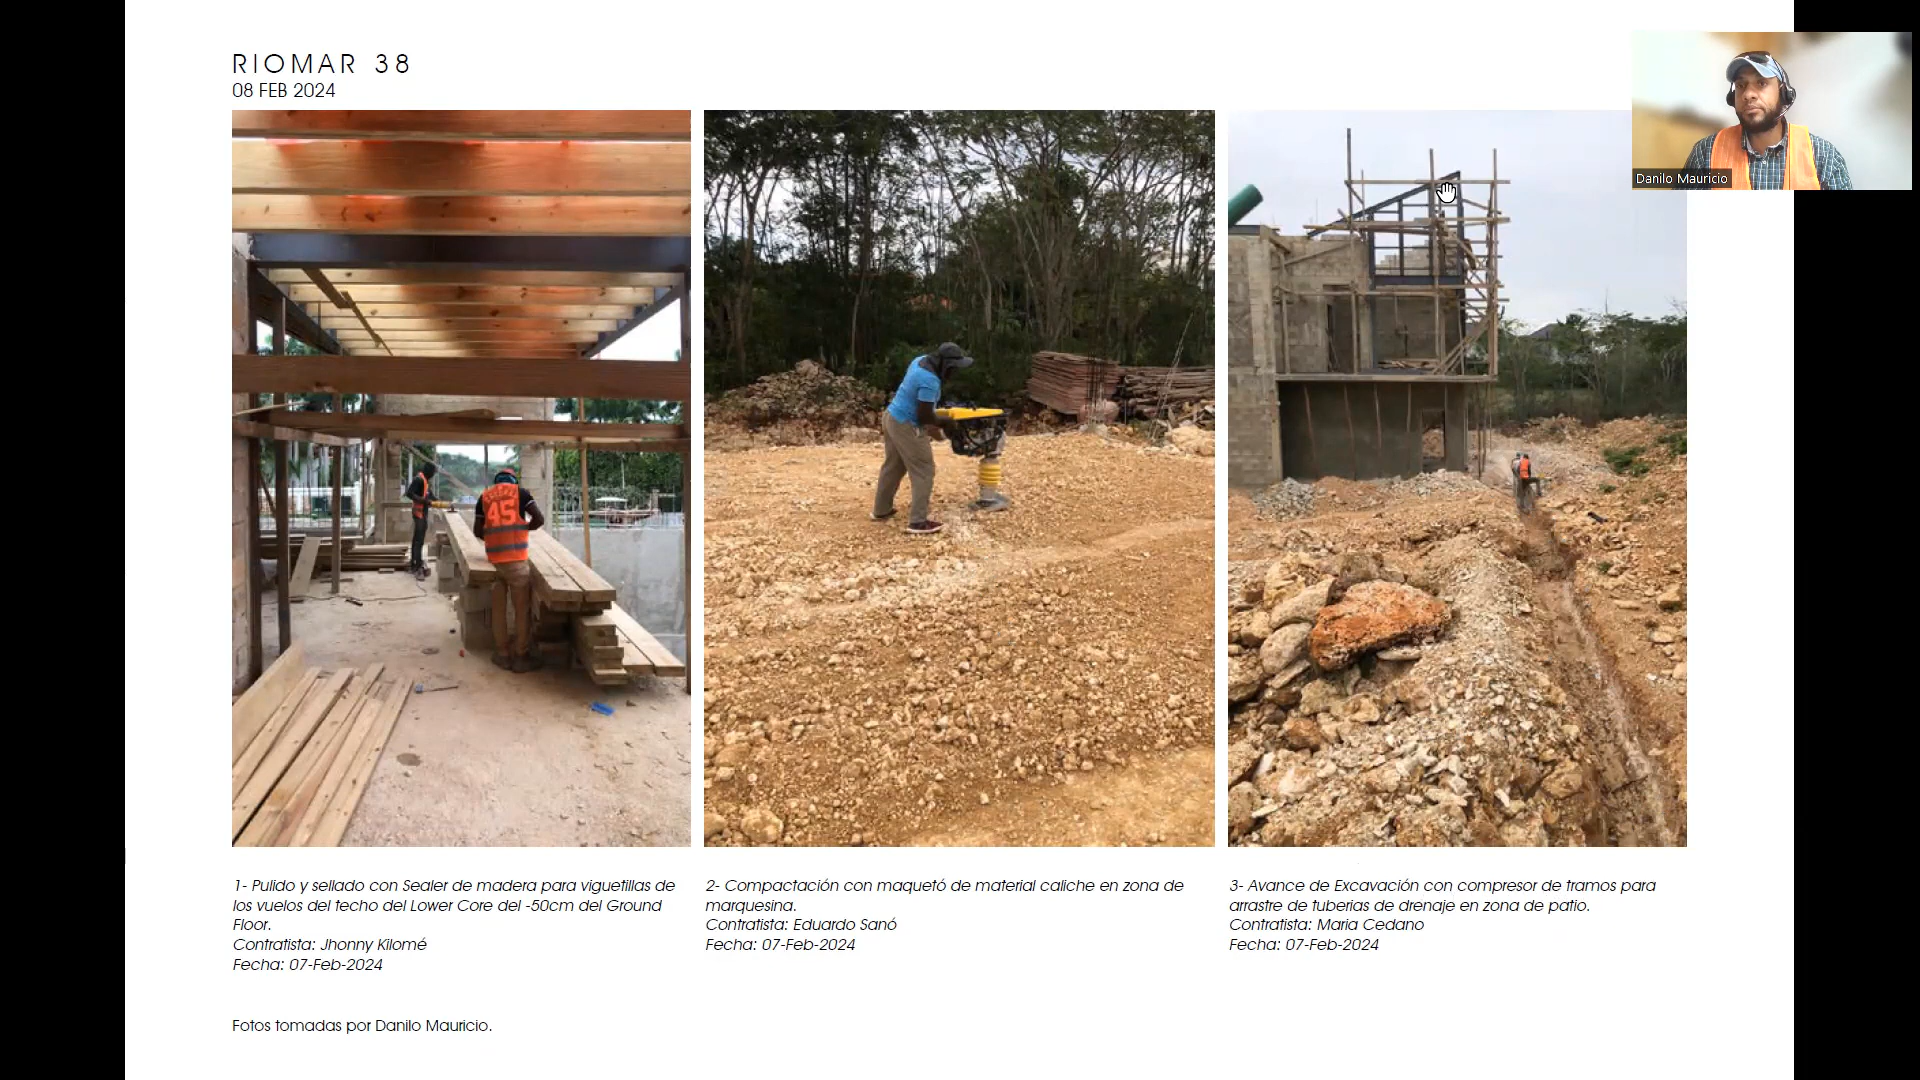 RIOMAR 38
08 FEB 2024
Danilo Mauricio
45
1- Pulido y sellado con Sealer de madera para viguetillas de
los vuelos del techo del Lower Core del -50cm del Ground
Floor.
Contratista: Jhonny Kilomé
Fecha: 07-Feb-2024
2- Compactación con maquetó de material caliche en zona de
marquesina.
Contratista: Eduardo Sanó
Fecha: 07-Feb-2024
3- Avance de Excavación con compresor de tramos para
arrastre de tuberias de drenaje en zona de patio.
Contratista: Maria Cedano
Fecha: 07-Feb-2024
Fotos tomadas por Danilo Mauricio.